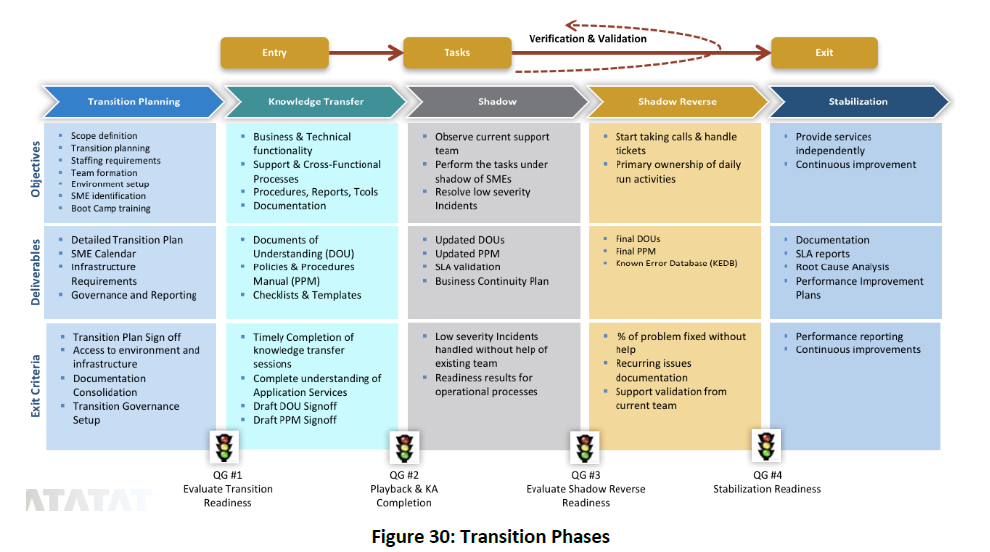 Verification & Validation
Entry
Tasks
Exit
Transition Planning
Knowledge Transfer
Shadow
Shadow Reverse
Stabilization
Objectives
Scope definition
Transition planning
Staffing requirements
Team formation
Environment setup
SME identification
Boot Camp training
Business & Technical
functionality
Support & Cross-Functional
Processes
Procedures, Reports, Tools
Documentation
Observe current support
team
Perform the tasks under
shadow of SMEs
Resolve low severity
Incidents
Start taking calls & handle
tickets
Primary ownership of daily
run activities
Provide services
independently
Continuous improvement
Deliverables
Detailed Transition Plan
SME Calendar
Infrastructure
Requirements
Governance and Reporting
Documents of
Understanding (DOU)
Policies & Procedures
Manual (PPM)
Checklists & Templates
Updated DOUs
Updated PPM
SLA validation
Business Continuity Plan
Final DOUs
Final PPM
Known Error Database (KEDB)
Documentation
SLA reports
Root Cause Analysis
Performance Improvement
Plans
Exit Criteria
Transition Plan Sign off
Access to environment and
infrastructure
Documentation
Consolidation
Transition Governance
Setup
Timely Completion of
knowledge transfer
sessions
Complete understanding of
Application Services
Draft DOU Signoff
Draft PPM Signoff
Low severity Incidents
handled without help of
existing team
Readiness results for
operational processes
% of problem fixed without
help
Recurring issues
documentation
Support validation from
current team
Performance reporting
Continuous improvements
QG #1
Evaluate Transition
Readiness
QG #2
Playback & KA
Completion
QG #3
Evaluate Shadow Reverse
Readiness
QG #4
Stabilization Readiness
ATATAT
Figure 30: Transition Phases